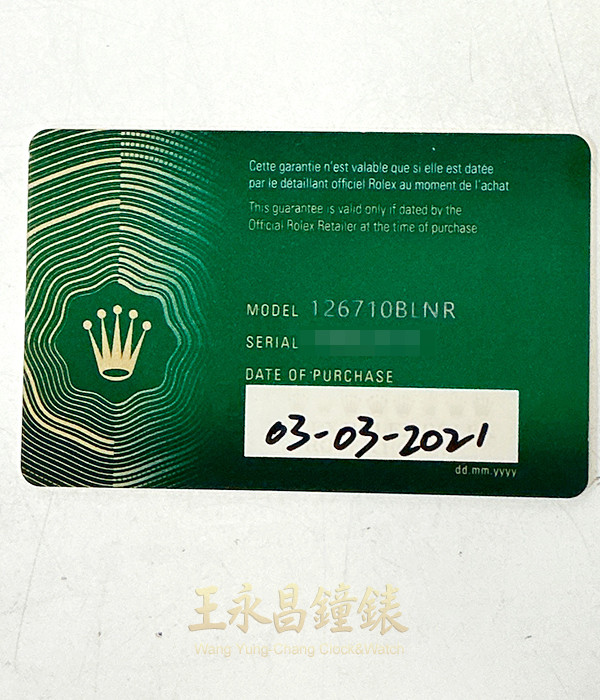 Cette garantie n'est valable que si elle est datée
par le détaillant officiel Rolex au moment de l'achat
This guarantee is valid only if dated by the
Official Rolex Retailer at the time of purchase
MODEL 126710BLNR
SERIAL
DATE OF PURCHASE
03-03-2021
dd.mm.yyyy
王永昌鐘錶
Wang Yung Chang Clock&Watch